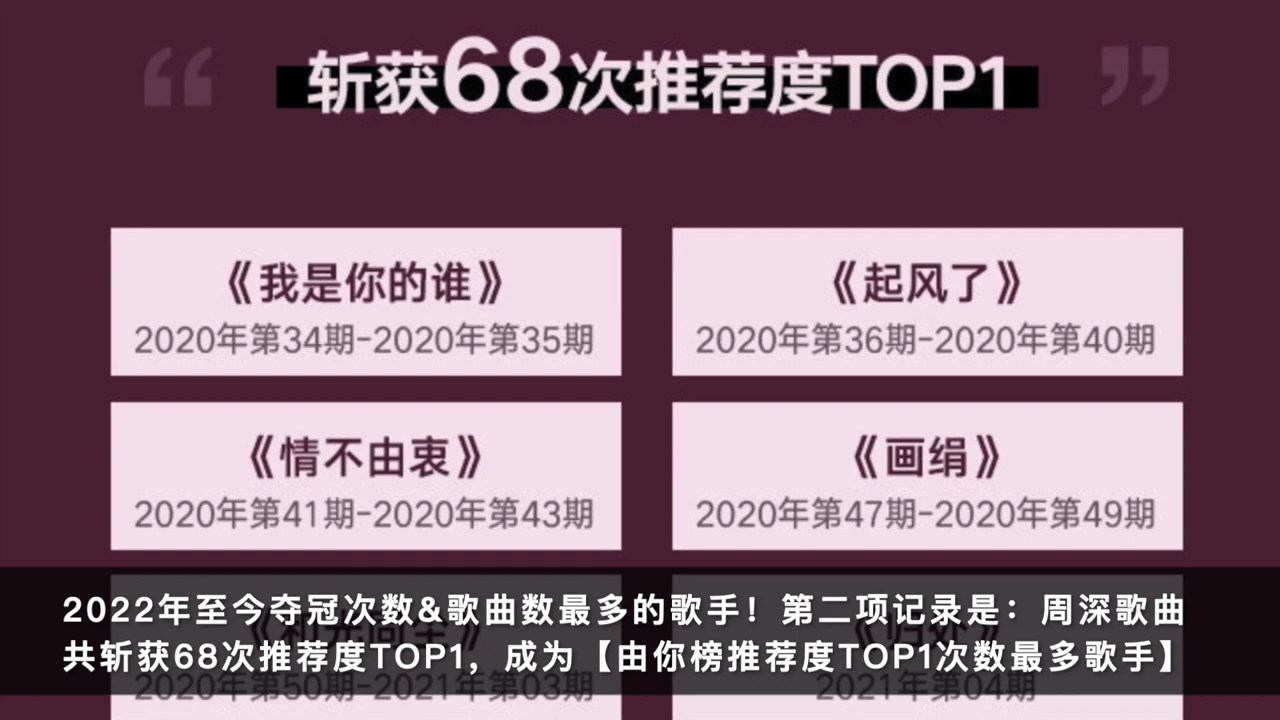 “ 斩获68次推荐度TOP1 ”
《我是你的谁》
2020年第34期-2020年第35期
《起风了》
2020年第36期-2020年第40期
《情不由衷》
2020年第41期-2020年第43期
《画绢》
2020年第47期-2020年第49期
2022年至今夺冠次数&歌曲数最多的歌手！第二项记录是：周深歌曲
共斩获68次推荐度TOP1，成为【由你榜推荐度TOP1次数最多歌手】
2020年第50期-2021年第03期
2021年第04期